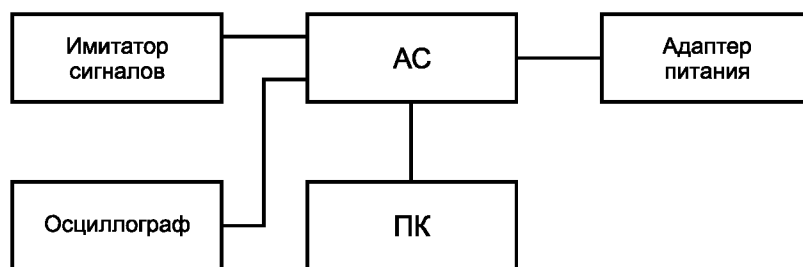 Имитатор
сигналов
АС
Адаптер
питания
Осциллограф
ПК